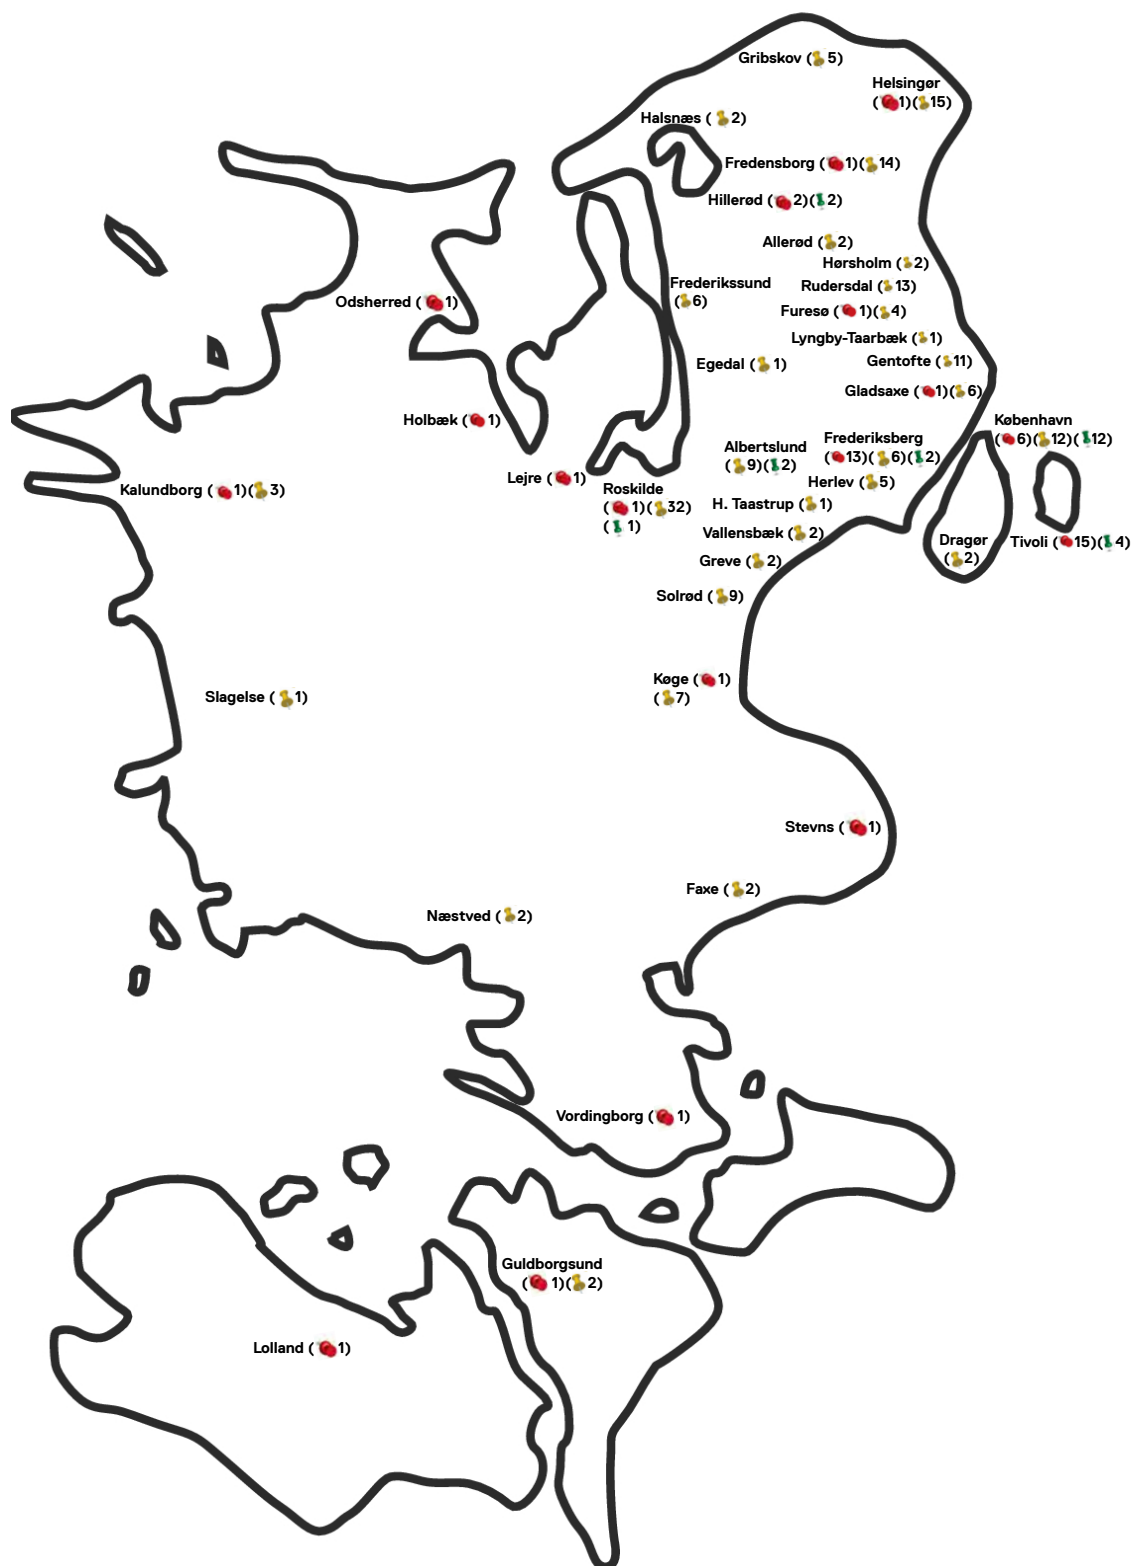 Gribskov (5)
Helsingør
(1)(15)
Halsnæs (2)
Fredensborg (1)(14)
Hillerød (2)(2)
Allerød (2)
Hørsholm (2)
Frederikssund
(6)
Rudersdal (13)
Odsherred (1)
Furesø (1)(4)
Lyngby-Taarbæk (1)
Egedal (1)
Gentofte (11)
Gladsaxe (1)(6)
Holbæk (1)
København
(6)(12)(12)
Albertslund
(9)(2)
Frederiksberg
(13)(6)(2)
Lejre (1)
Herlev (5)
Kalundborg (1)(3)
Roskilde
(1)(32)
(1)
H. Taastrup (1)
Vallensbæk (2)
Dragør
(2)
Tivoli (15)(4)
Greve (2)
Solrød (9)
Køge (1)
(7)
Slagelse (1)
Stevns (1)
Faxe (2)
Næstved (2)
Vordingborg (1)
Guldborgsund
(1)(2)
Lolland (1)